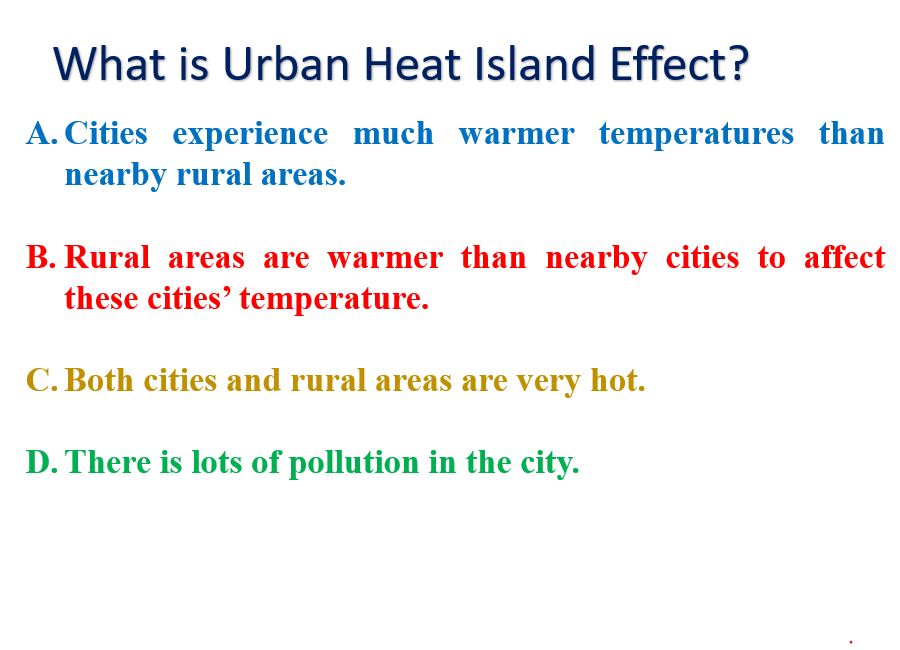 What is Urban Heat Island Effect?
A. Cities experience much warmer temperatures than
nearby rural areas.
B. Rural areas are warmer than nearby cities to affect
these cities’ temperature.
C. Both cities and rural areas are very hot.
D. There is lots of pollution in the city.
.